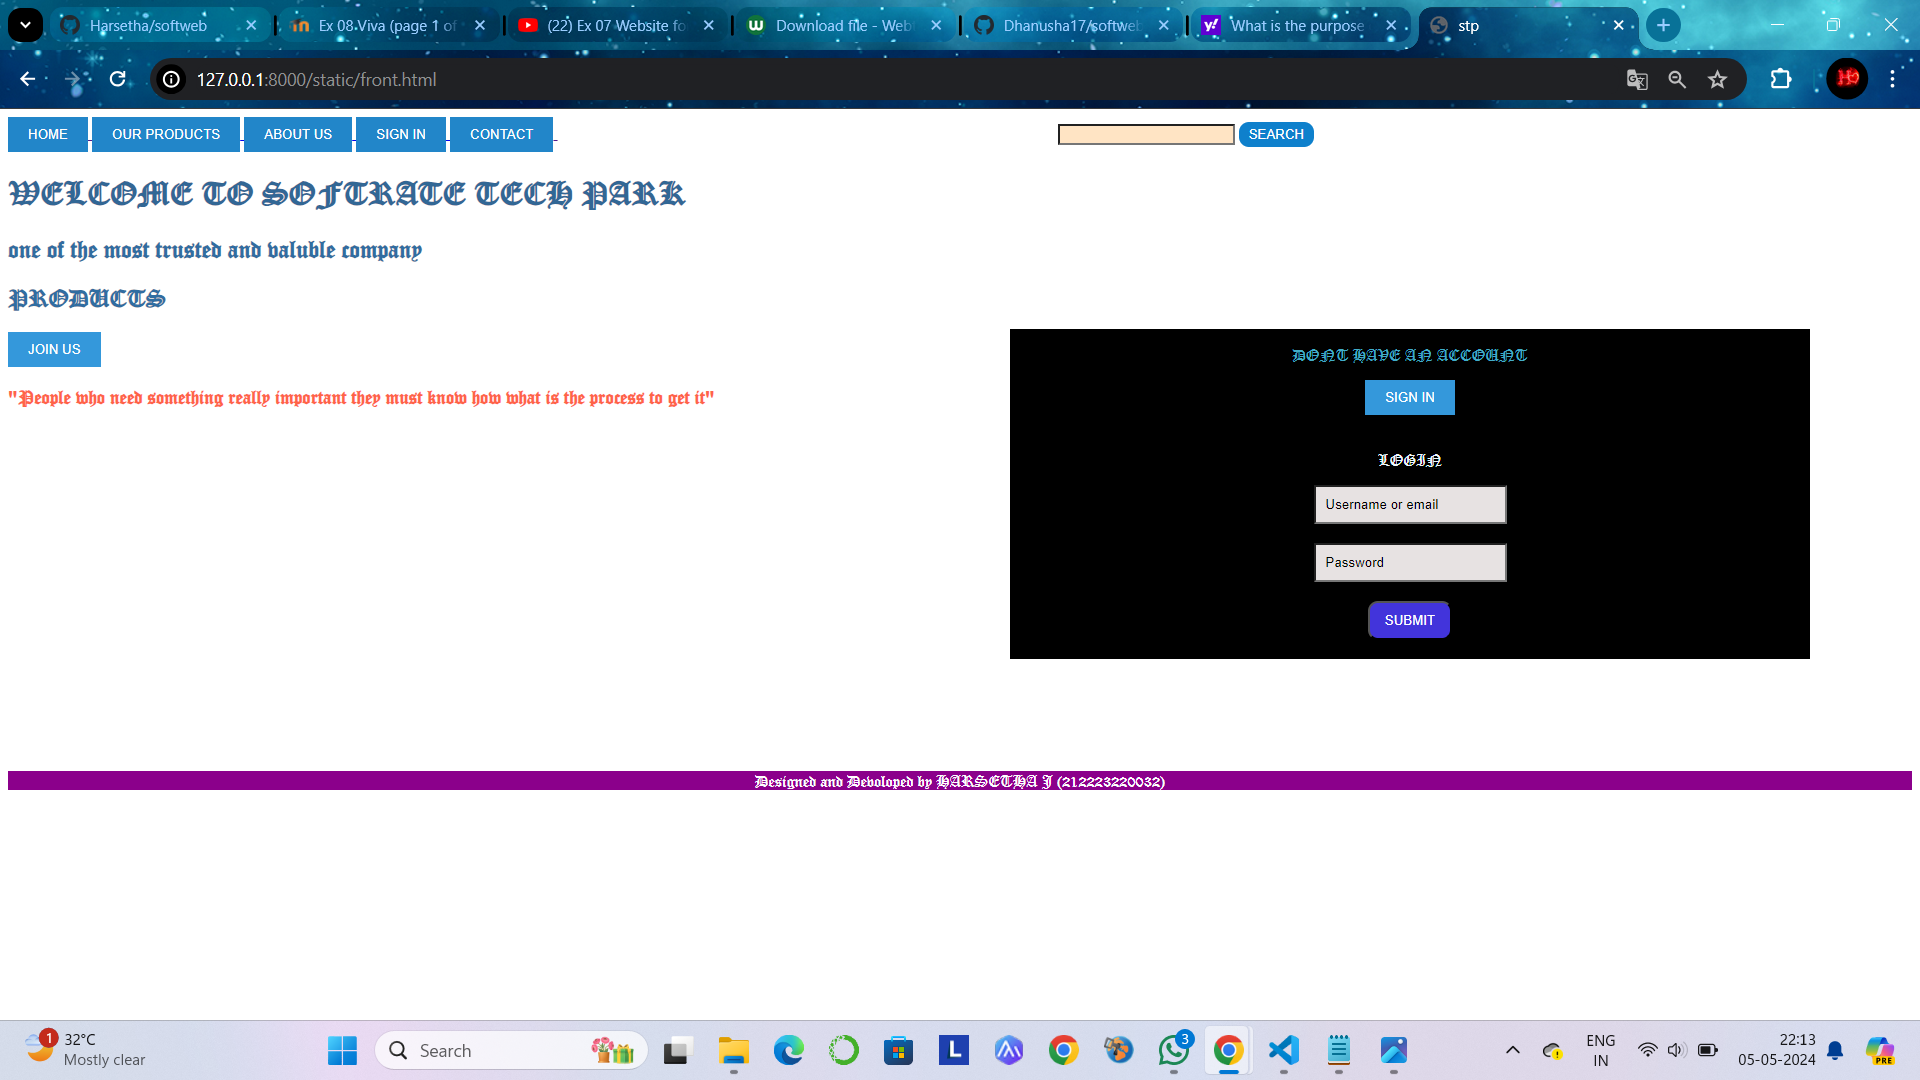 Harsetha/softweb
Ex 08 Viva (page 1 of
(22) Ex 07 Website fo
Download file - Web
Dhanusha17/softweb
What is the purpose
stp
127.0.0.1:8000/static/front.html
HOME
OUR PRODUCTS
ABOUT US
SIGN IN
CONTACT
SEARCH
WELCOME TO SOFTRATE TECH PARK
one of the most trusted and valuble company
PRODUCTS
JOIN US
"People who need something really important they must know how what is the process to get it"
DONT HAVE AN ACCOUNT
SIGN IN
LOGIN
Username or email
Password
SUBMIT
Designed and Devoloped by HARSETHA J (212223220032)
1
32°C
Mostly clear
Search
L
3
ENG
IN
22:13
05-05-2024
PRE